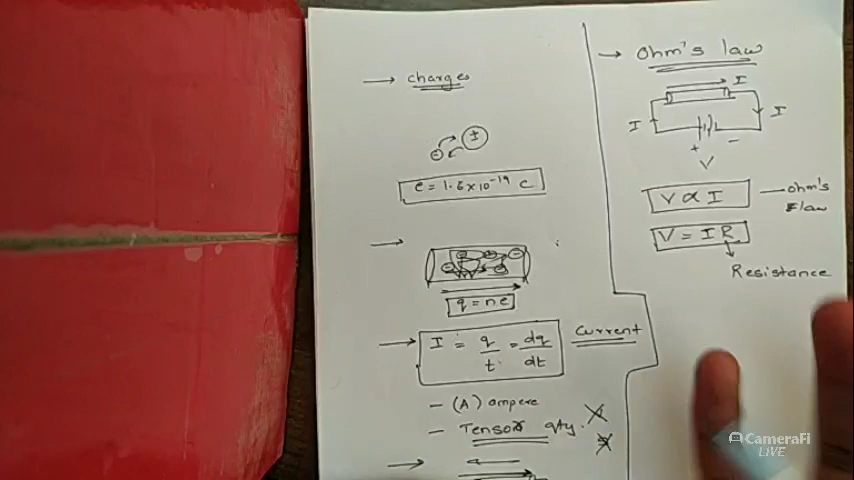 → charges
e = 1.6×10⁻¹⁹ C
→
q = ne
→ I = q/t = dq/dt Current
– (A) ampere
– Tensor qty.
→
→ Ohm's law
I
I
I
+ –
V
V ∝ I — ohm's law
V = IR
Resistance
CameraFi
LIVE